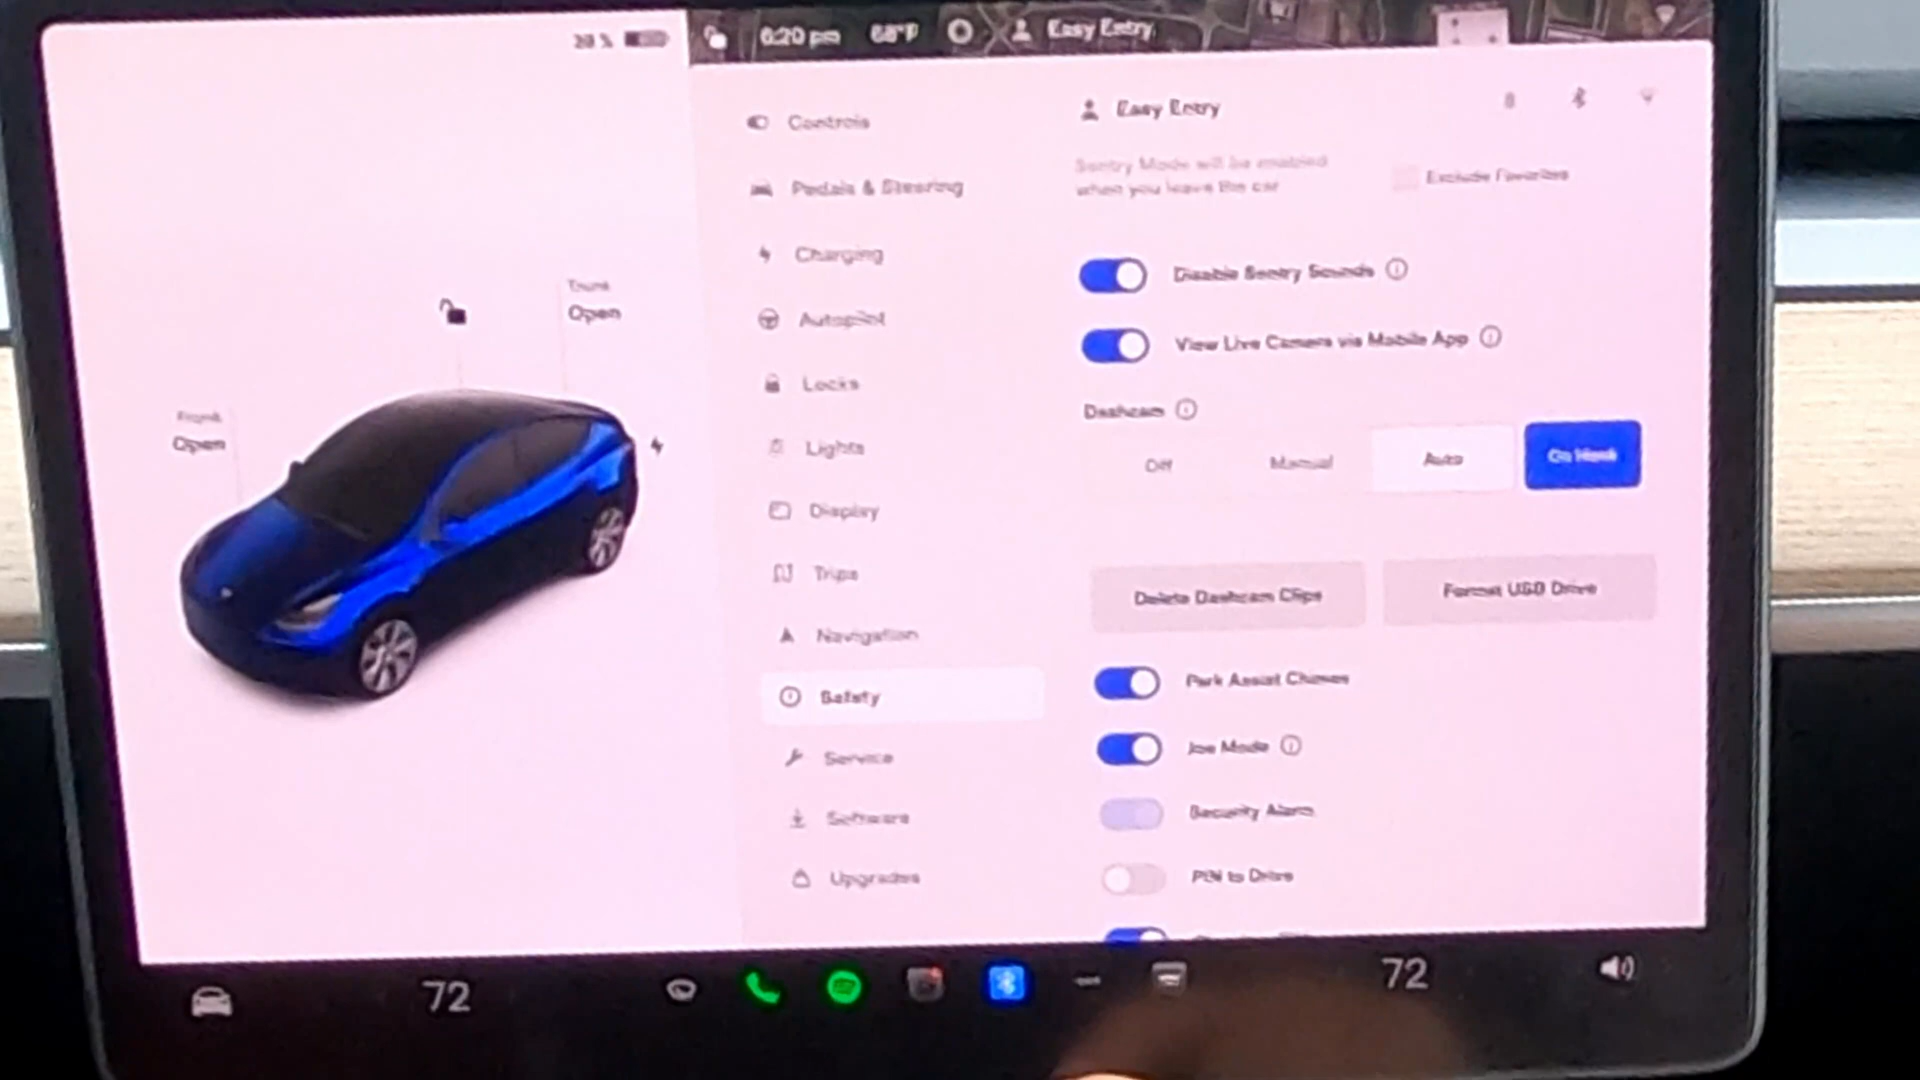 6:20 pm
68°F
Easy Entry
Controls
Easy Entry
Pedals & Steering
Sentry Mode will be enabled
when you leave the car
Exclude Favorites
Charging
Disable Sentry Sounds
Trunk
Open
Autopilot
View Live Camera via Mobile App
Locks
Dashcam
Frunk
Open
Lights
Off
Manual
Auto
On Honk
Display
Trips
Delete Dashcam Clips
Format USB Drive
Navigation
Safety
Park Assist Chimes
Service
Joe Mode
Software
Security Alarm
Upgrades
PIN to Drive
72
72